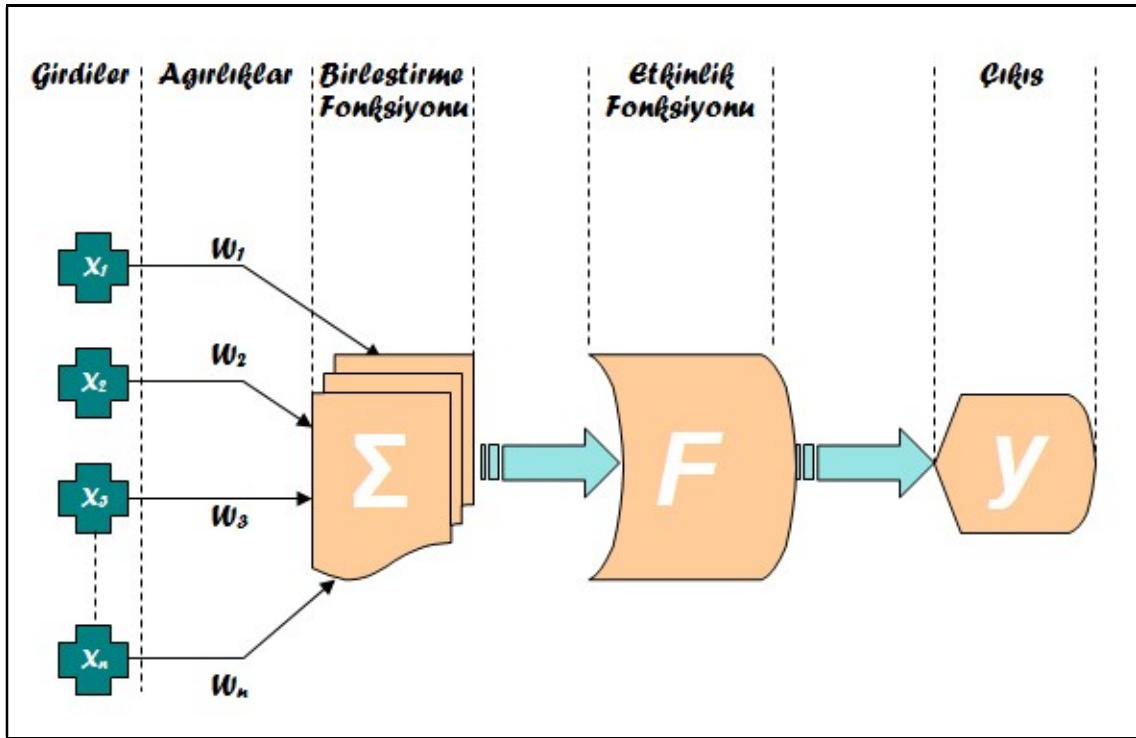 Girdiler
Agırlıklar
Birlestirme
Fonksiyonu
Etkinlik
Fonksiyonu
Çıkıs
X₁
W₁
X₂
W₂
X₃
W₃
Xₙ
Wₙ
Σ
F
y